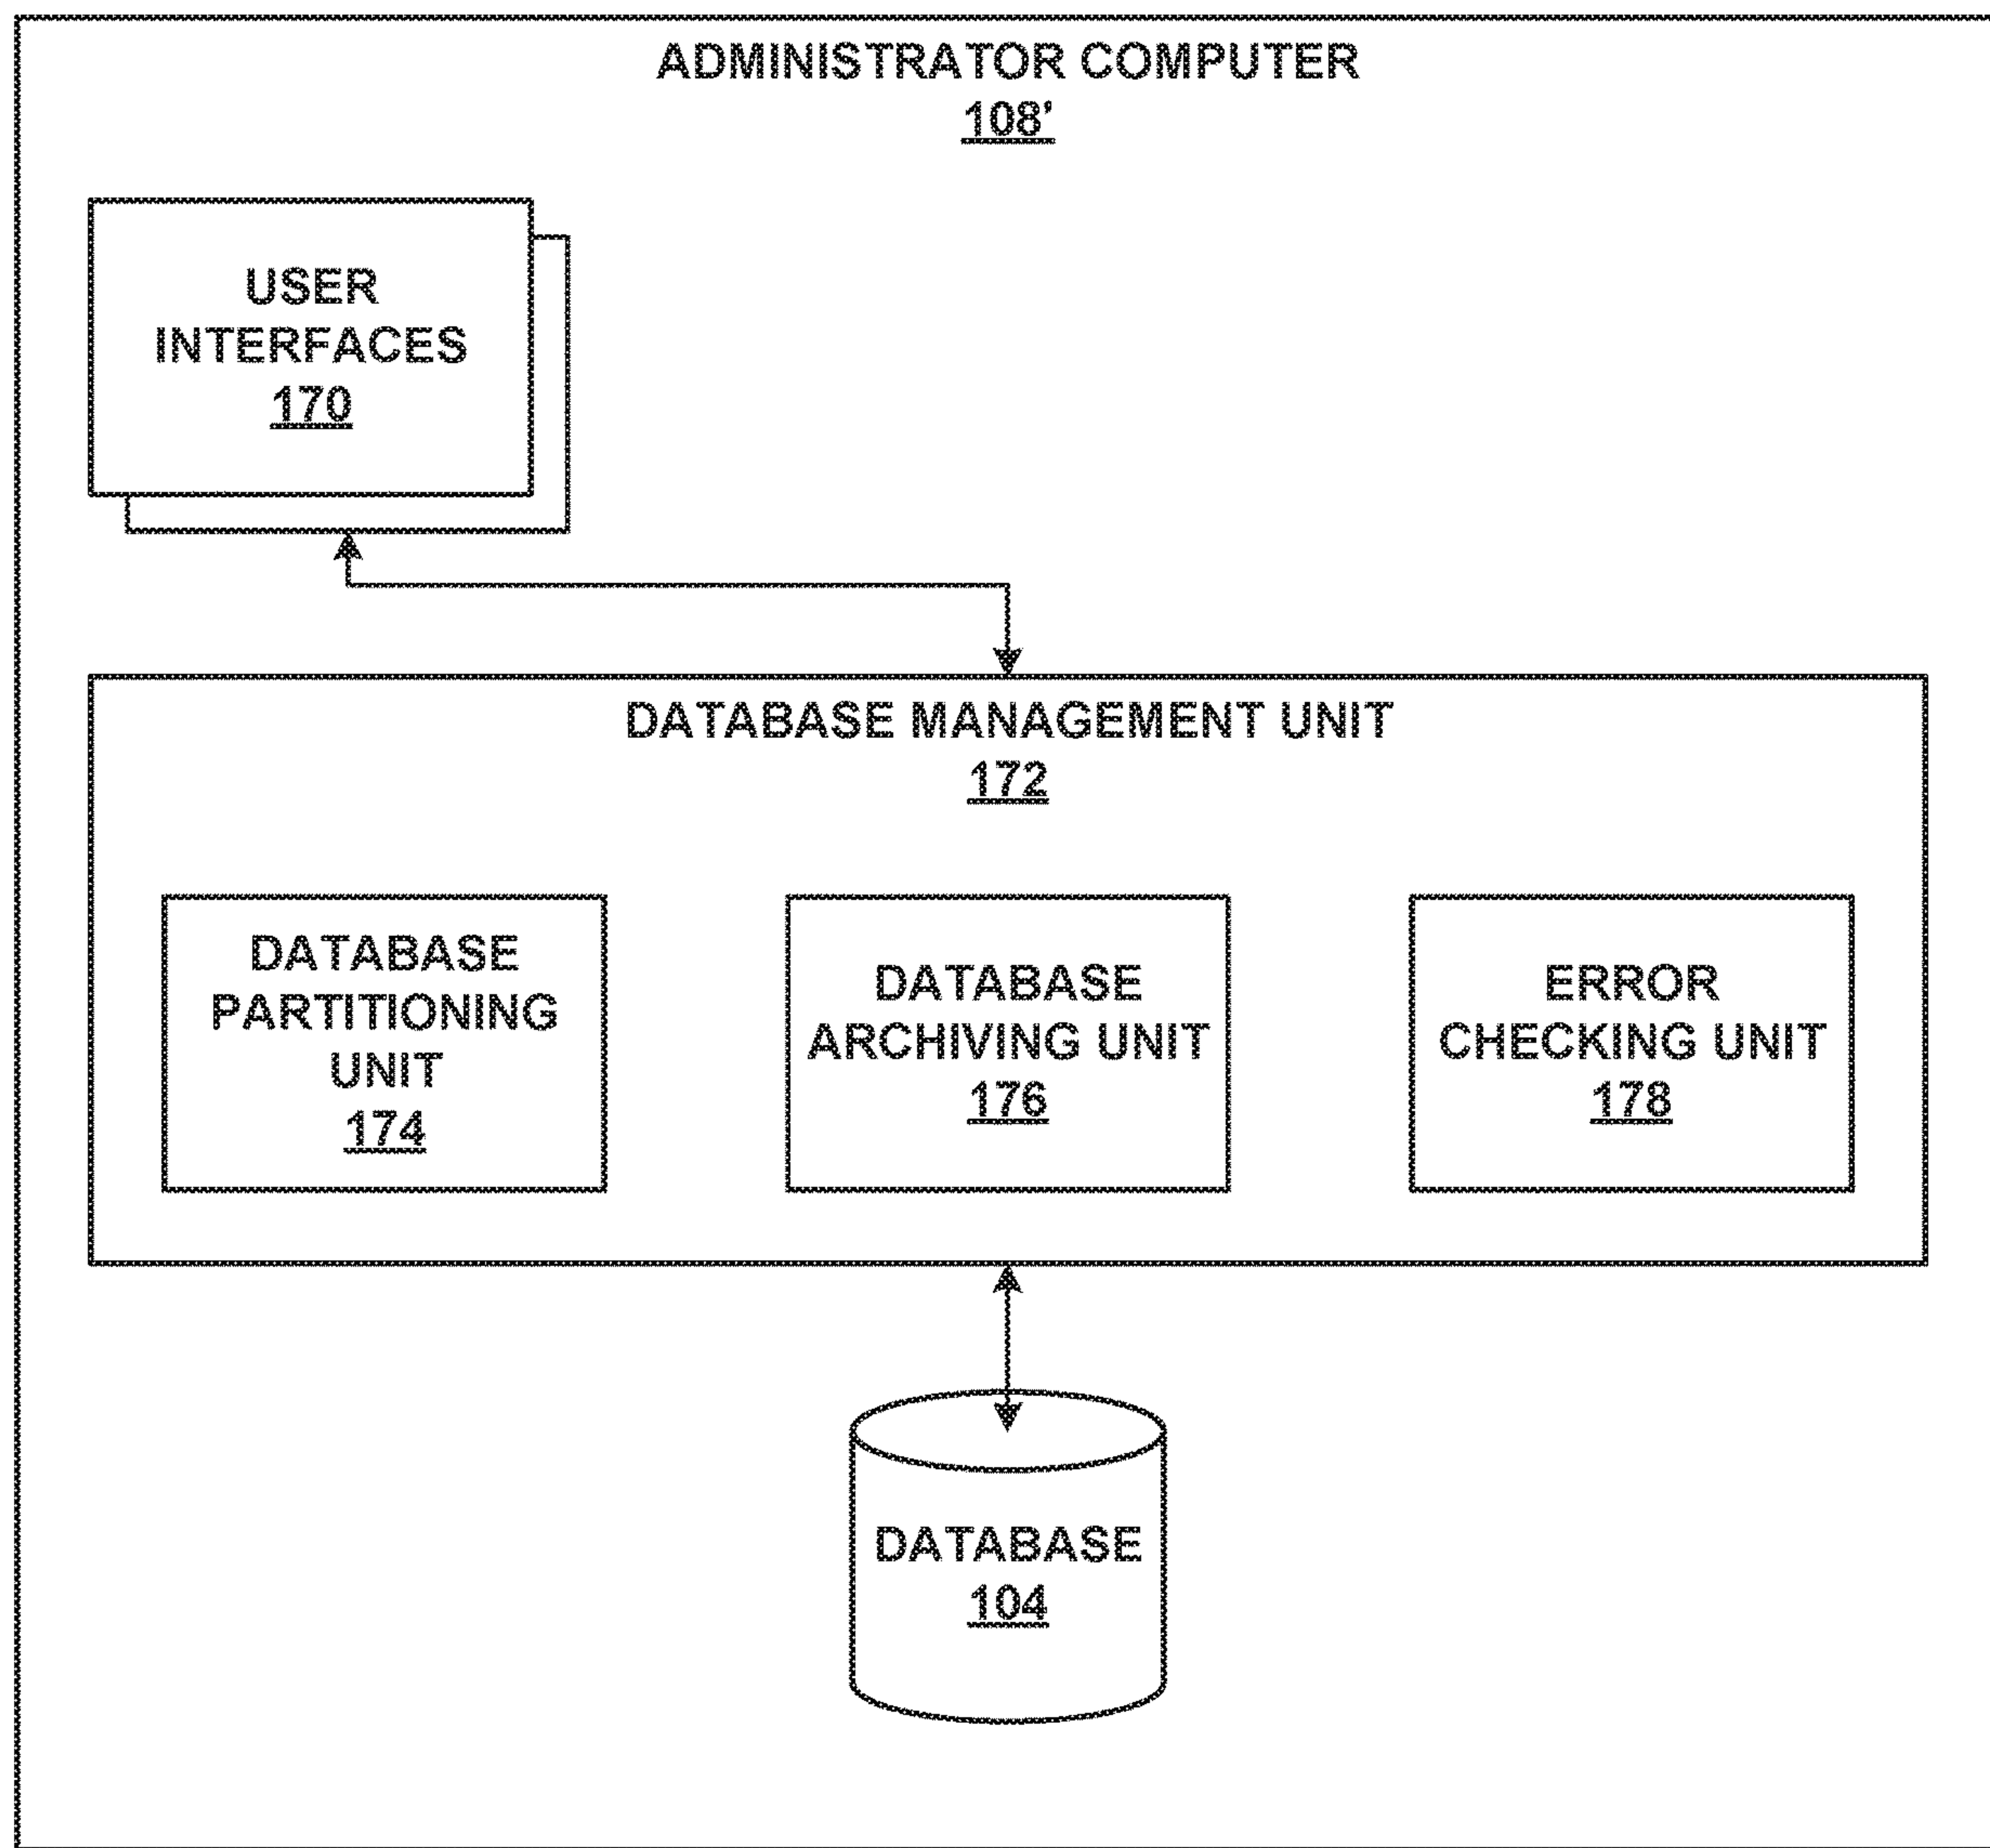 ADMINISTRATOR COMPUTER
108'
USER
INTERFACES
170
DATABASE MANAGEMENT UNIT
172
DATABASE
PARTITIONING
UNIT
174
DATABASE
ARCHIVING UNIT
176
ERROR
CHECKING UNIT
178
DATABASE
104